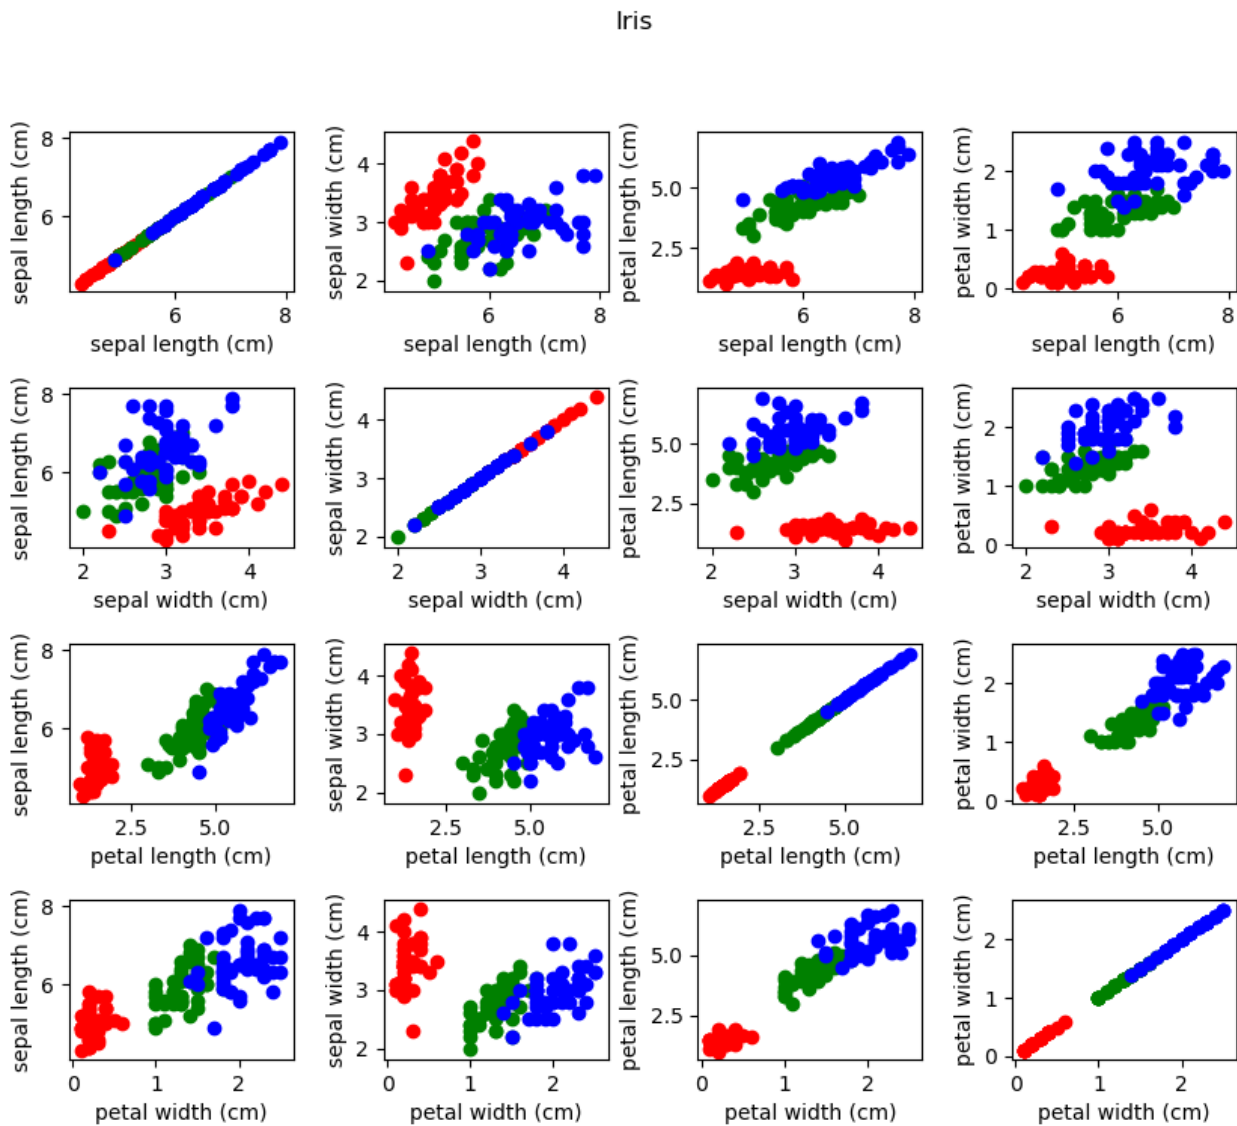 Iris
sepal length (cm)
8
6
6
8
sepal length (cm)
sepal width (cm)
4
3
2
6
8
sepal length (cm)
petal length (cm)
5.0
2.5
6
8
sepal length (cm)
petal width (cm)
2
1
0
6
8
sepal length (cm)
sepal length (cm)
8
6
2
3
4
sepal width (cm)
sepal width (cm)
4
3
2
2
3
4
sepal width (cm)
petal length (cm)
5.0
2.5
2
3
4
sepal width (cm)
petal width (cm)
2
1
0
2
3
4
sepal width (cm)
sepal length (cm)
8
6
2.5
5.0
petal length (cm)
sepal width (cm)
4
3
2
2.5
5.0
petal length (cm)
petal length (cm)
5.0
2.5
2.5
5.0
petal length (cm)
petal width (cm)
2
1
0
2.5
5.0
petal length (cm)
sepal length (cm)
8
6
0
1
2
petal width (cm)
sepal width (cm)
4
3
2
0
1
2
petal width (cm)
petal length (cm)
5.0
2.5
0
1
2
petal width (cm)
petal width (cm)
2
1
0
0
1
2
petal width (cm)